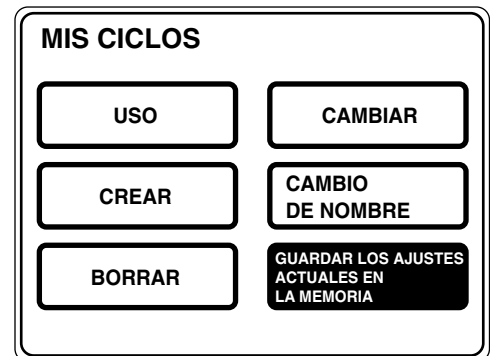 MIS CICLOS
USO
CAMBIAR
CREAR
CAMBIO
DE NOMBRE
BORRAR
GUARDAR LOS AJUSTES
ACTUALES EN
LA MEMORIA